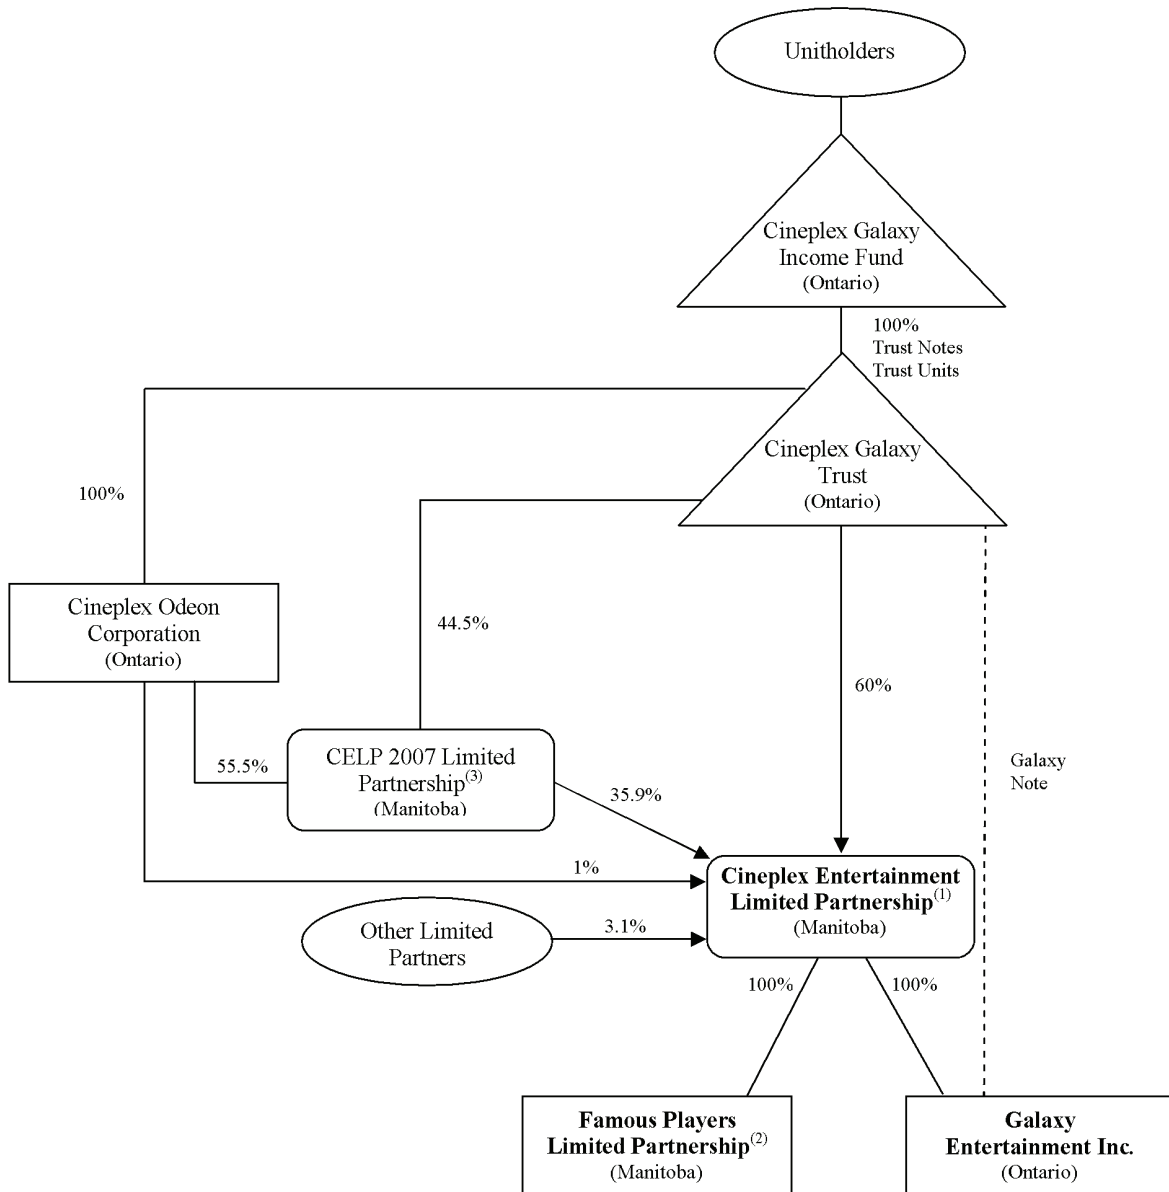 Unitholders
Cineplex Galaxy
Income Fund
(Ontario)
100%
Trust Notes
Trust Units
Cineplex Galaxy
Trust
(Ontario)
100%
Cineplex Odeon
Corporation
(Ontario)
44.5%
60%
CELP 2007 Limited
Partnership(3)
(Manitoba)
55.5%
35.9%
Galaxy
Note
1%
Cineplex Entertainment
Limited Partnership(1)
(Manitoba)
Other Limited
Partners
3.1%
100%
100%
Famous Players
Limited Partnership(2)
(Manitoba)
Galaxy
Entertainment Inc.
(Ontario)